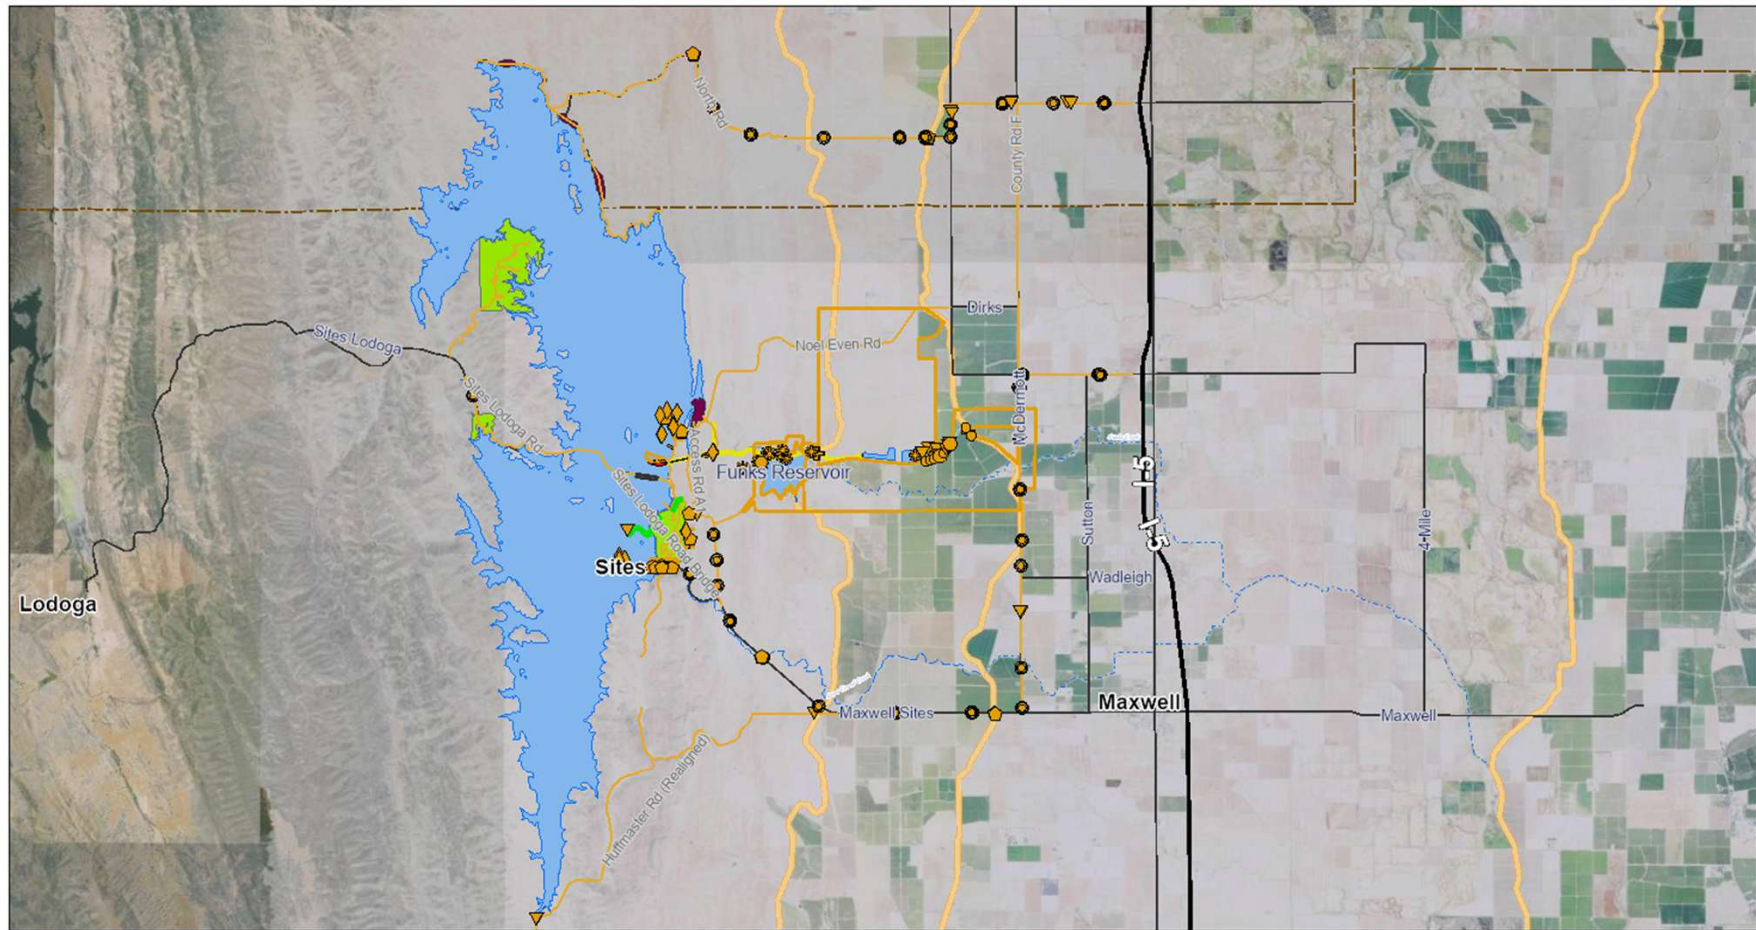 North Rd
County Rd F
Dirks
Sites Lodoga
Noel Even Rd
Sites Lodoga Rd
McDermott
Access Rd A1
Funks Reservoir
I-5
I-5
Sites Lodoga Road Bridge
Sutton
4-Mile
Sites
Wadleigh
Lodoga
Maxwell
Maxwell Sites
Maxwell
Huffmaster Rd (Realigned)